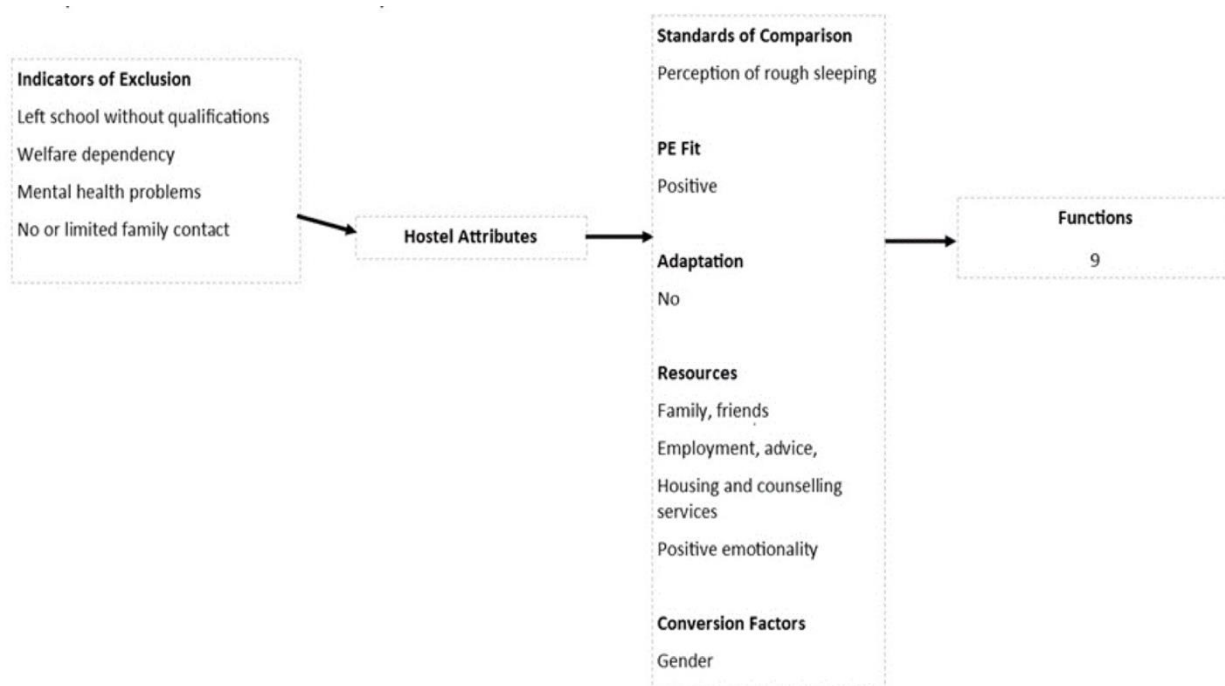 Indicators of Exclusion
Left school without qualifications
Welfare dependency
Mental health problems
No or limited family contact
Hostel Attributes
Standards of Comparison
Perception of rough sleeping
PE Fit
Positive
Adaptation
No
Resources
Family, friends
Employment, advice,
Housing and counselling
services
Positive emotionality
Conversion Factors
Gender
Functions
9